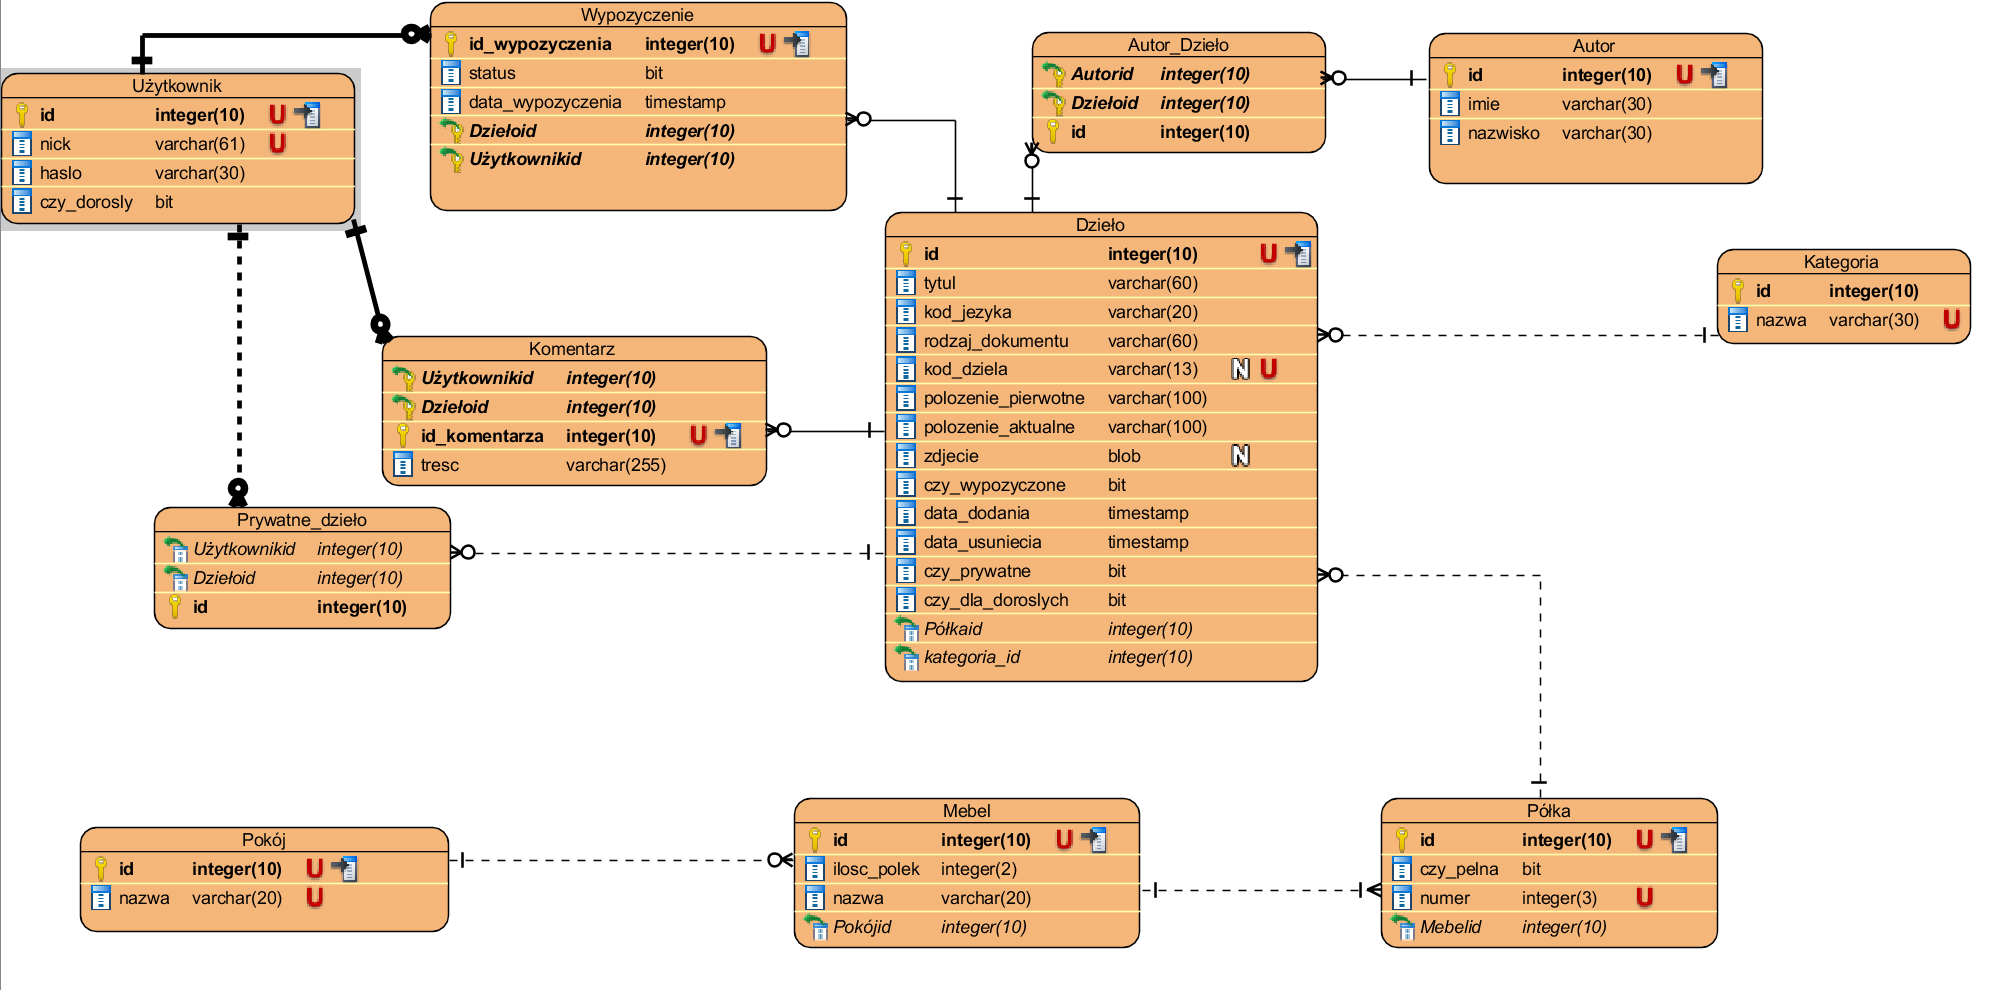 Wypozyczenie
id_wypozyczenia integer(10) U
status bit
data_wypozyczenia timestamp
Dziełoid integer(10)
Użytkownikid integer(10)
Autor_Dzieło
Autorid integer(10)
Dziełoid integer(10)
id integer(10)
Autor
id integer(10) U
imie varchar(30)
nazwisko varchar(30)
Użytkownik
id integer(10) U
nick varchar(61) U
haslo varchar(30)
czy_dorosly bit
Dzieło
id integer(10) U
tytul varchar(60)
kod_jezyka varchar(20)
rodzaj_dokumentu varchar(60)
kod_dziela varchar(13) N U
polozenie_pierwotne varchar(100)
polozenie_aktualne varchar(100)
zdjecie blob N
czy_wypozyczone bit
data_dodania timestamp
data_usuniecia timestamp
czy_prywatne bit
czy_dla_doroslych bit
Półkaid integer(10)
kategoria_id integer(10)
Kategoria
id integer(10)
nazwa varchar(30) U
Komentarz
Użytkownikid integer(10)
Dziełoid integer(10)
id_komentarza integer(10) U
tresc varchar(255)
Prywatne_dzieło
Użytkownikid integer(10)
Dziełoid integer(10)
id integer(10)
Pokój
id integer(10) U
nazwa varchar(20) U
Mebel
id integer(10) U
ilosc_polek integer(2)
nazwa varchar(20)
Pokójid integer(10)
Półka
id integer(10) U
czy_pelna bit
numer integer(3) U
Mebelid integer(10)